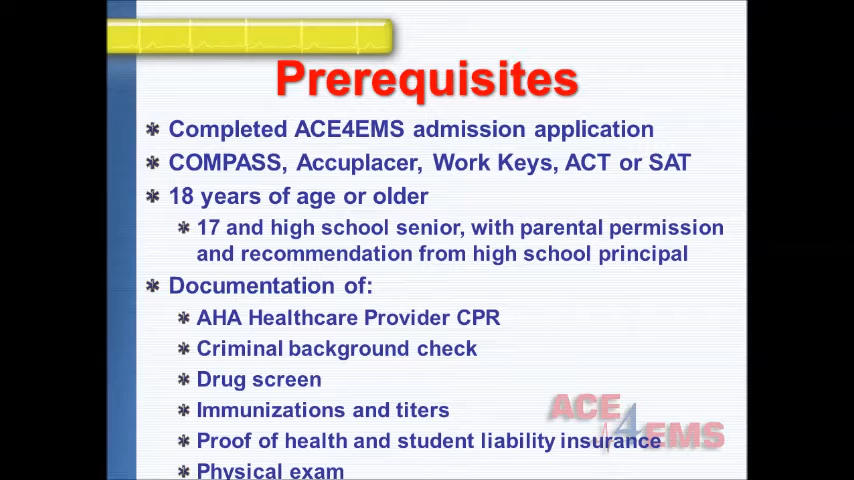 Prerequisites
Completed ACE4EMS admission application
COMPASS, Accuplacer, Work Keys, ACT or SAT
18 years of age or older
17 and high school senior, with parental permission
and recommendation from high school principal
Documentation of:
AHA Healthcare Provider CPR
Criminal background check
Drug screen
Immunizations and titers
Proof of health and student liability insurance
Physical exam
ACE
4EMS